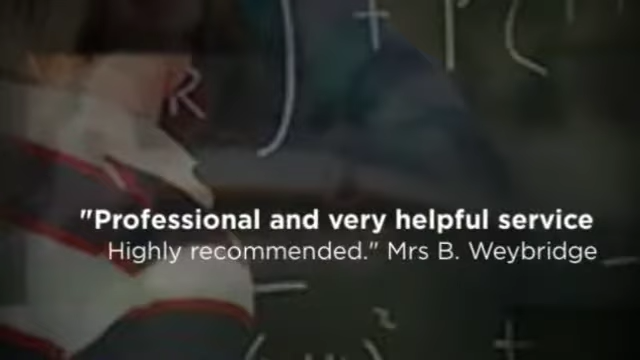 "Professional and very helpful service
Highly recommended." Mrs B. Weybridge